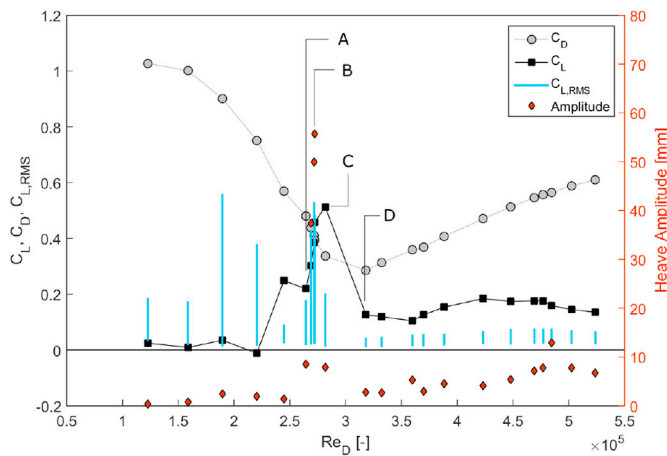 1.2
1
0.8
0.6
0.4
0.2
0
-0.2
C_L, C_D, C_L,RMS
A
B
C
D
C_D
C_L
C_L,RMS
Amplitude
80
70
60
50
40
30
20
10
0
Heave Amplitude [mm]
1
1.5
2
2.5
3
3.5
4
4.5
5
5.5
Re_D [-]
×10^5